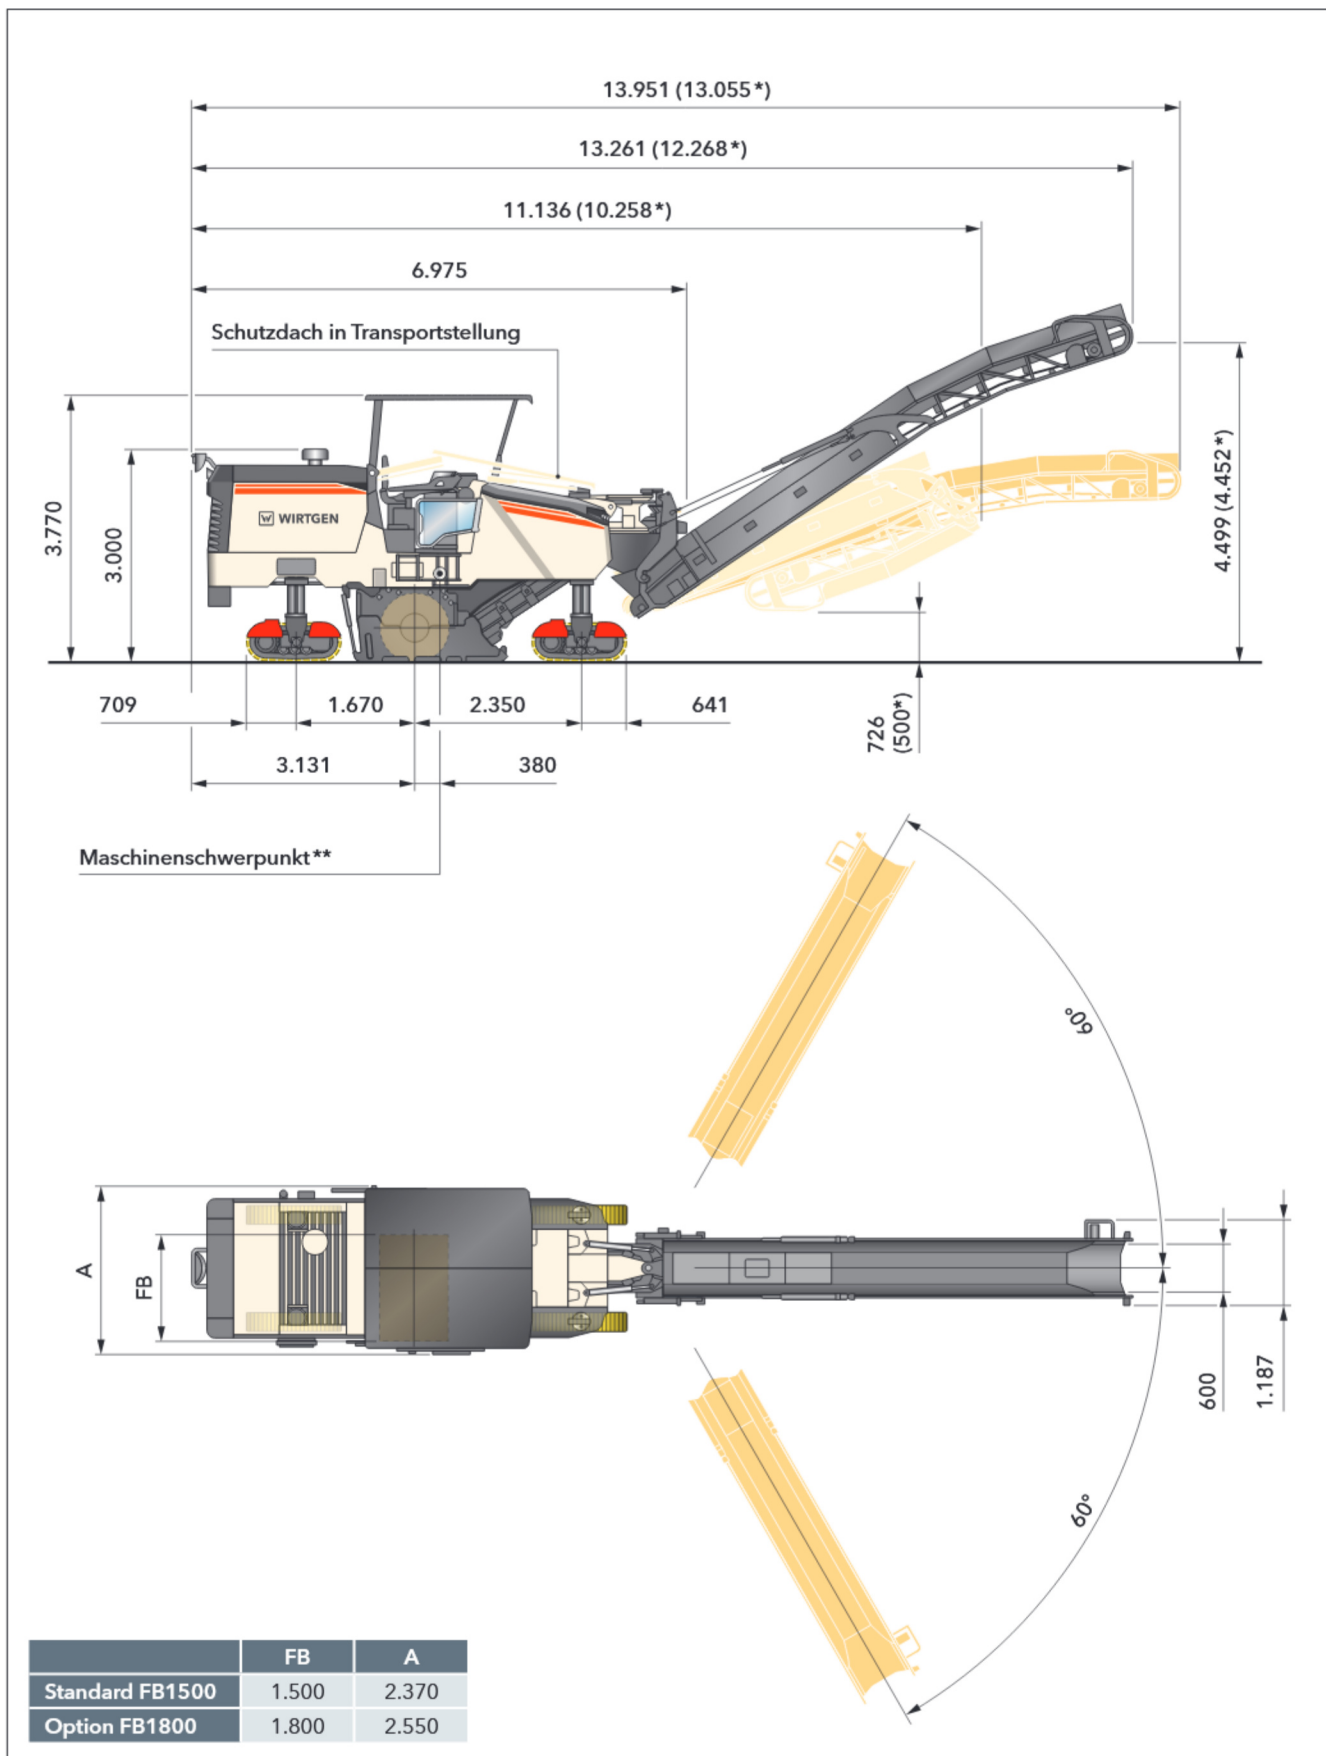 13.951 (13.055*)
13.261 (12.268*)
11.136 (10.258*)
6.975
Schutzdach in Transportstellung
3.770
3.000
WIRTGEN
4.499 (4.452*)
709
1.670
2.350
641
726
(500*)
3.131
380
Maschinenschwerpunkt**
60°
A
FB
600
1.187
60°
FB A
Standard FB1500 1.500 2.370
Option FB1800 1.800 2.550